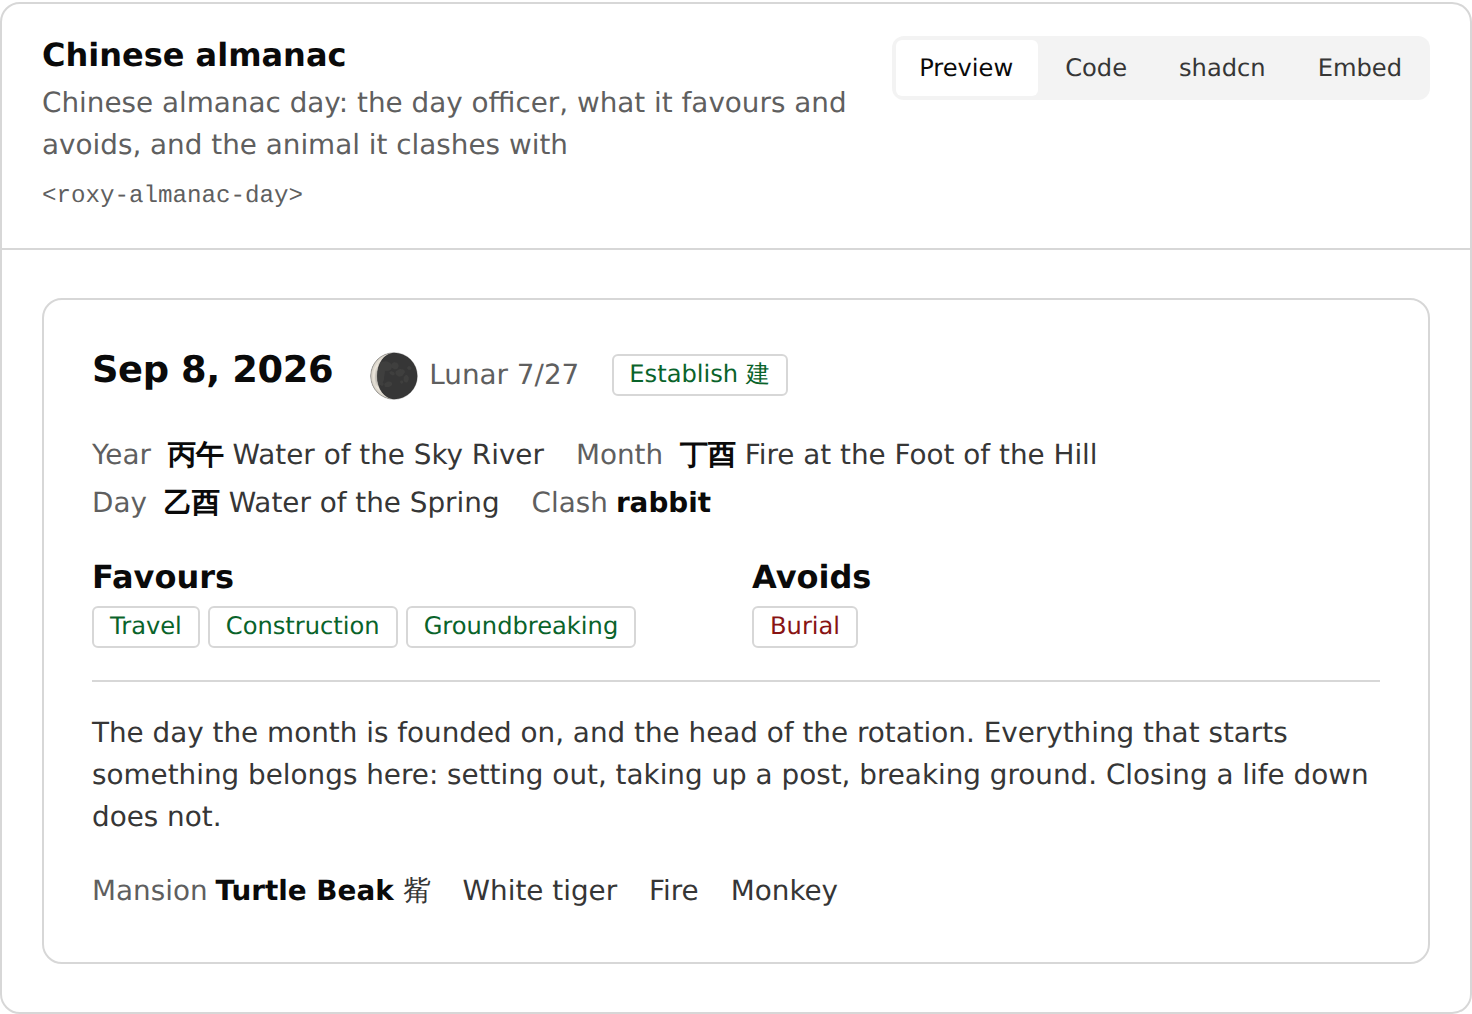 Chinese almanac
Preview Code shadcn Embed
Chinese almanac day: the day officer, what it favours and
avoids, and the animal it clashes with
<roxy-almanac-day>
Sep 8, 2026 Lunar 7/27 Establish 建
Year 丙午 Water of the Sky River Month 丁酉 Fire at the Foot of the Hill
Day 乙酉 Water of the Spring Clash rabbit
Favours
Travel Construction Groundbreaking
Avoids
Burial
The day the month is founded on, and the head of the rotation. Everything that starts
something belongs here: setting out, taking up a post, breaking ground. Closing a life down
does not.
Mansion Turtle Beak 觜 White tiger Fire Monkey